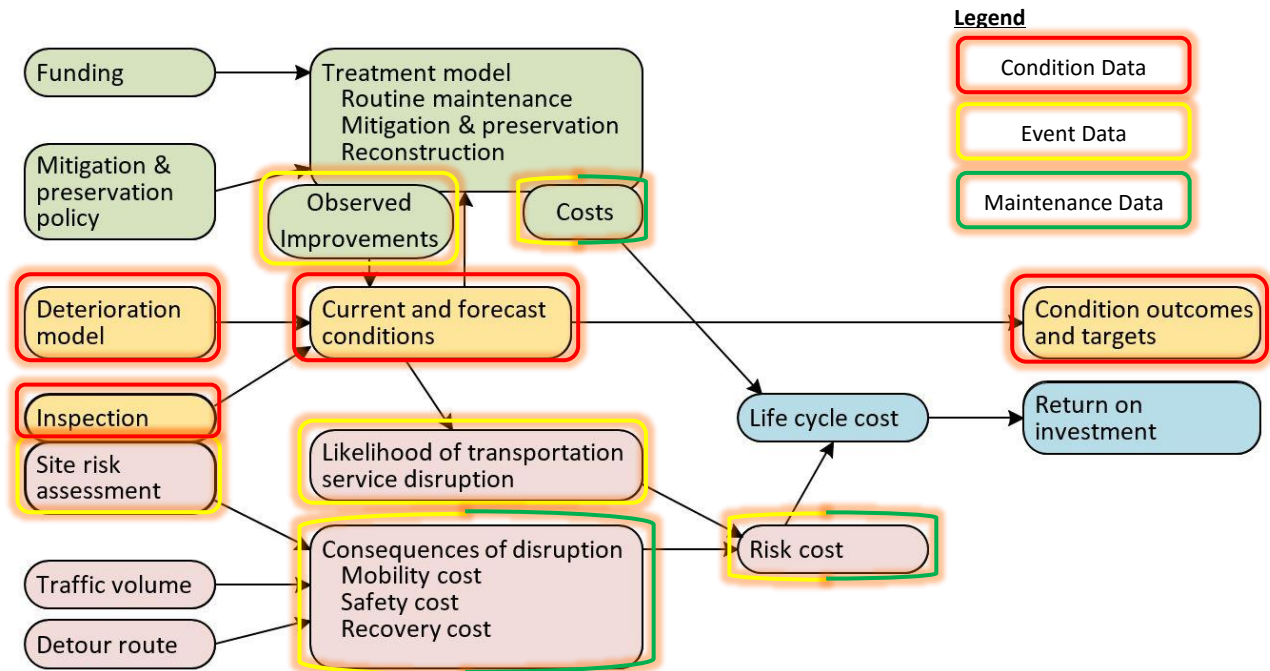 Legend
Condition Data
Event Data
Maintenance Data
Funding
Treatment model
Routine maintenance
Mitigation & preservation
Reconstruction
Mitigation &
preservation
policy
Observed
Improvements
Costs
Deterioration
model
Current and forecast
conditions
Condition outcomes
and targets
Inspection
Life cycle cost
Return on
investment
Site risk
assessment
Likelihood of transportation
service disruption
Consequences of disruption
Mobility cost
Safety cost
Recovery cost
Risk cost
Traffic volume
Detour route